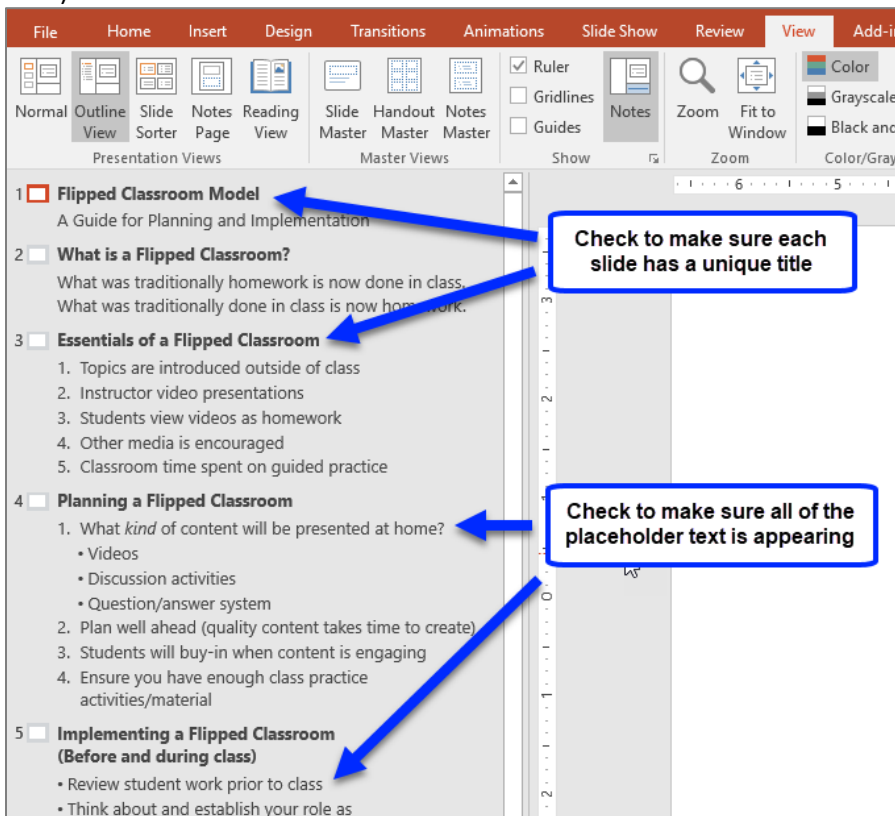 File Home Insert Design Transitions Animations Slide Show Review View
Normal Outline View Slide Sorter Notes Page Reading View
Presentation Views
Slide Master Handout Master Notes Master
Master Views
Ruler
Gridlines
Guides
Notes
Show
Zoom Fit to Window
Zoom
Color
Grayscale
Black and
Color/Gray
6 5
1 Flipped Classroom Model
A Guide for Planning and Implementation
2 What is a Flipped Classroom?
What was traditionally homework is now done in class.
What was traditionally done in class is now homework.
3 Essentials of a Flipped Classroom
1. Topics are introduced outside of class
2. Instructor video presentations
3. Students view videos as homework
4. Other media is encouraged
5. Classroom time spent on guided practice
4 Planning a Flipped Classroom
1. What kind of content will be presented at home?
• Videos
• Discussion activities
• Question/answer system
2. Plan well ahead (quality content takes time to create)
3. Students will buy-in when content is engaging
4. Ensure you have enough class practice
activities/material
5 Implementing a Flipped Classroom
(Before and during class)
• Review student work prior to class
• Think about and establish your role as
Check to make sure each
slide has a unique title
Check to make sure all of the
placeholder text is appearing
3
2
1
0
1
2